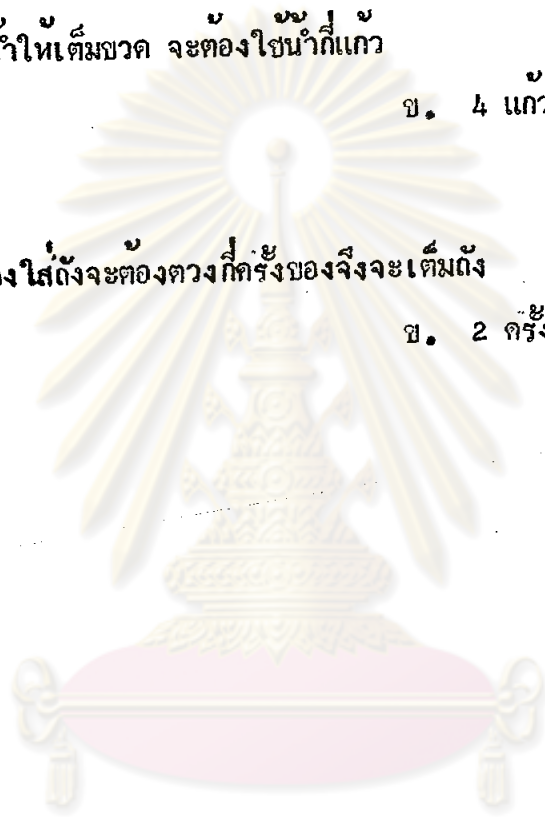 น้ำให้เต็มขวด จะต้องใช้น้ำกี่แก้ว
ข. 4 แก้ว
ใส่ถังจะต้องตวงกี่ครั้งของจึงจะเต็มถัง
ข. 2 ครั้ง